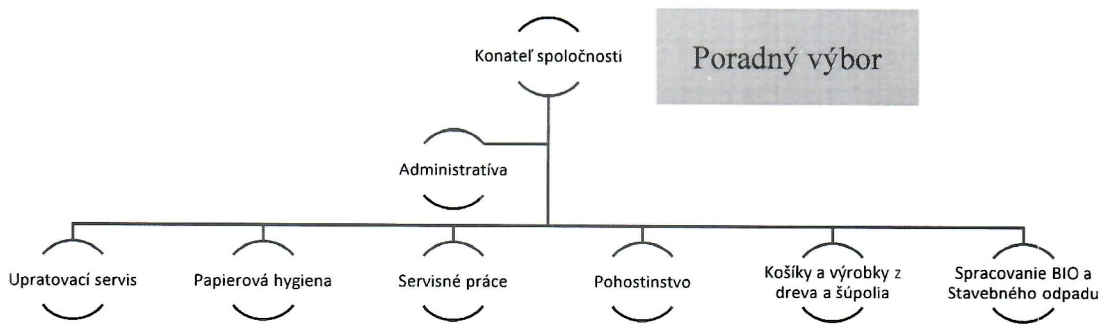 Konateľ spoločnosti
Poradný výbor
Administratíva
Upratovací servis
Papierová hygiena
Servisné práce
Pohostinstvo
Košíky a výrobky z
dreva a šúpolia
Spracovanie BIO a
Stavebného odpadu